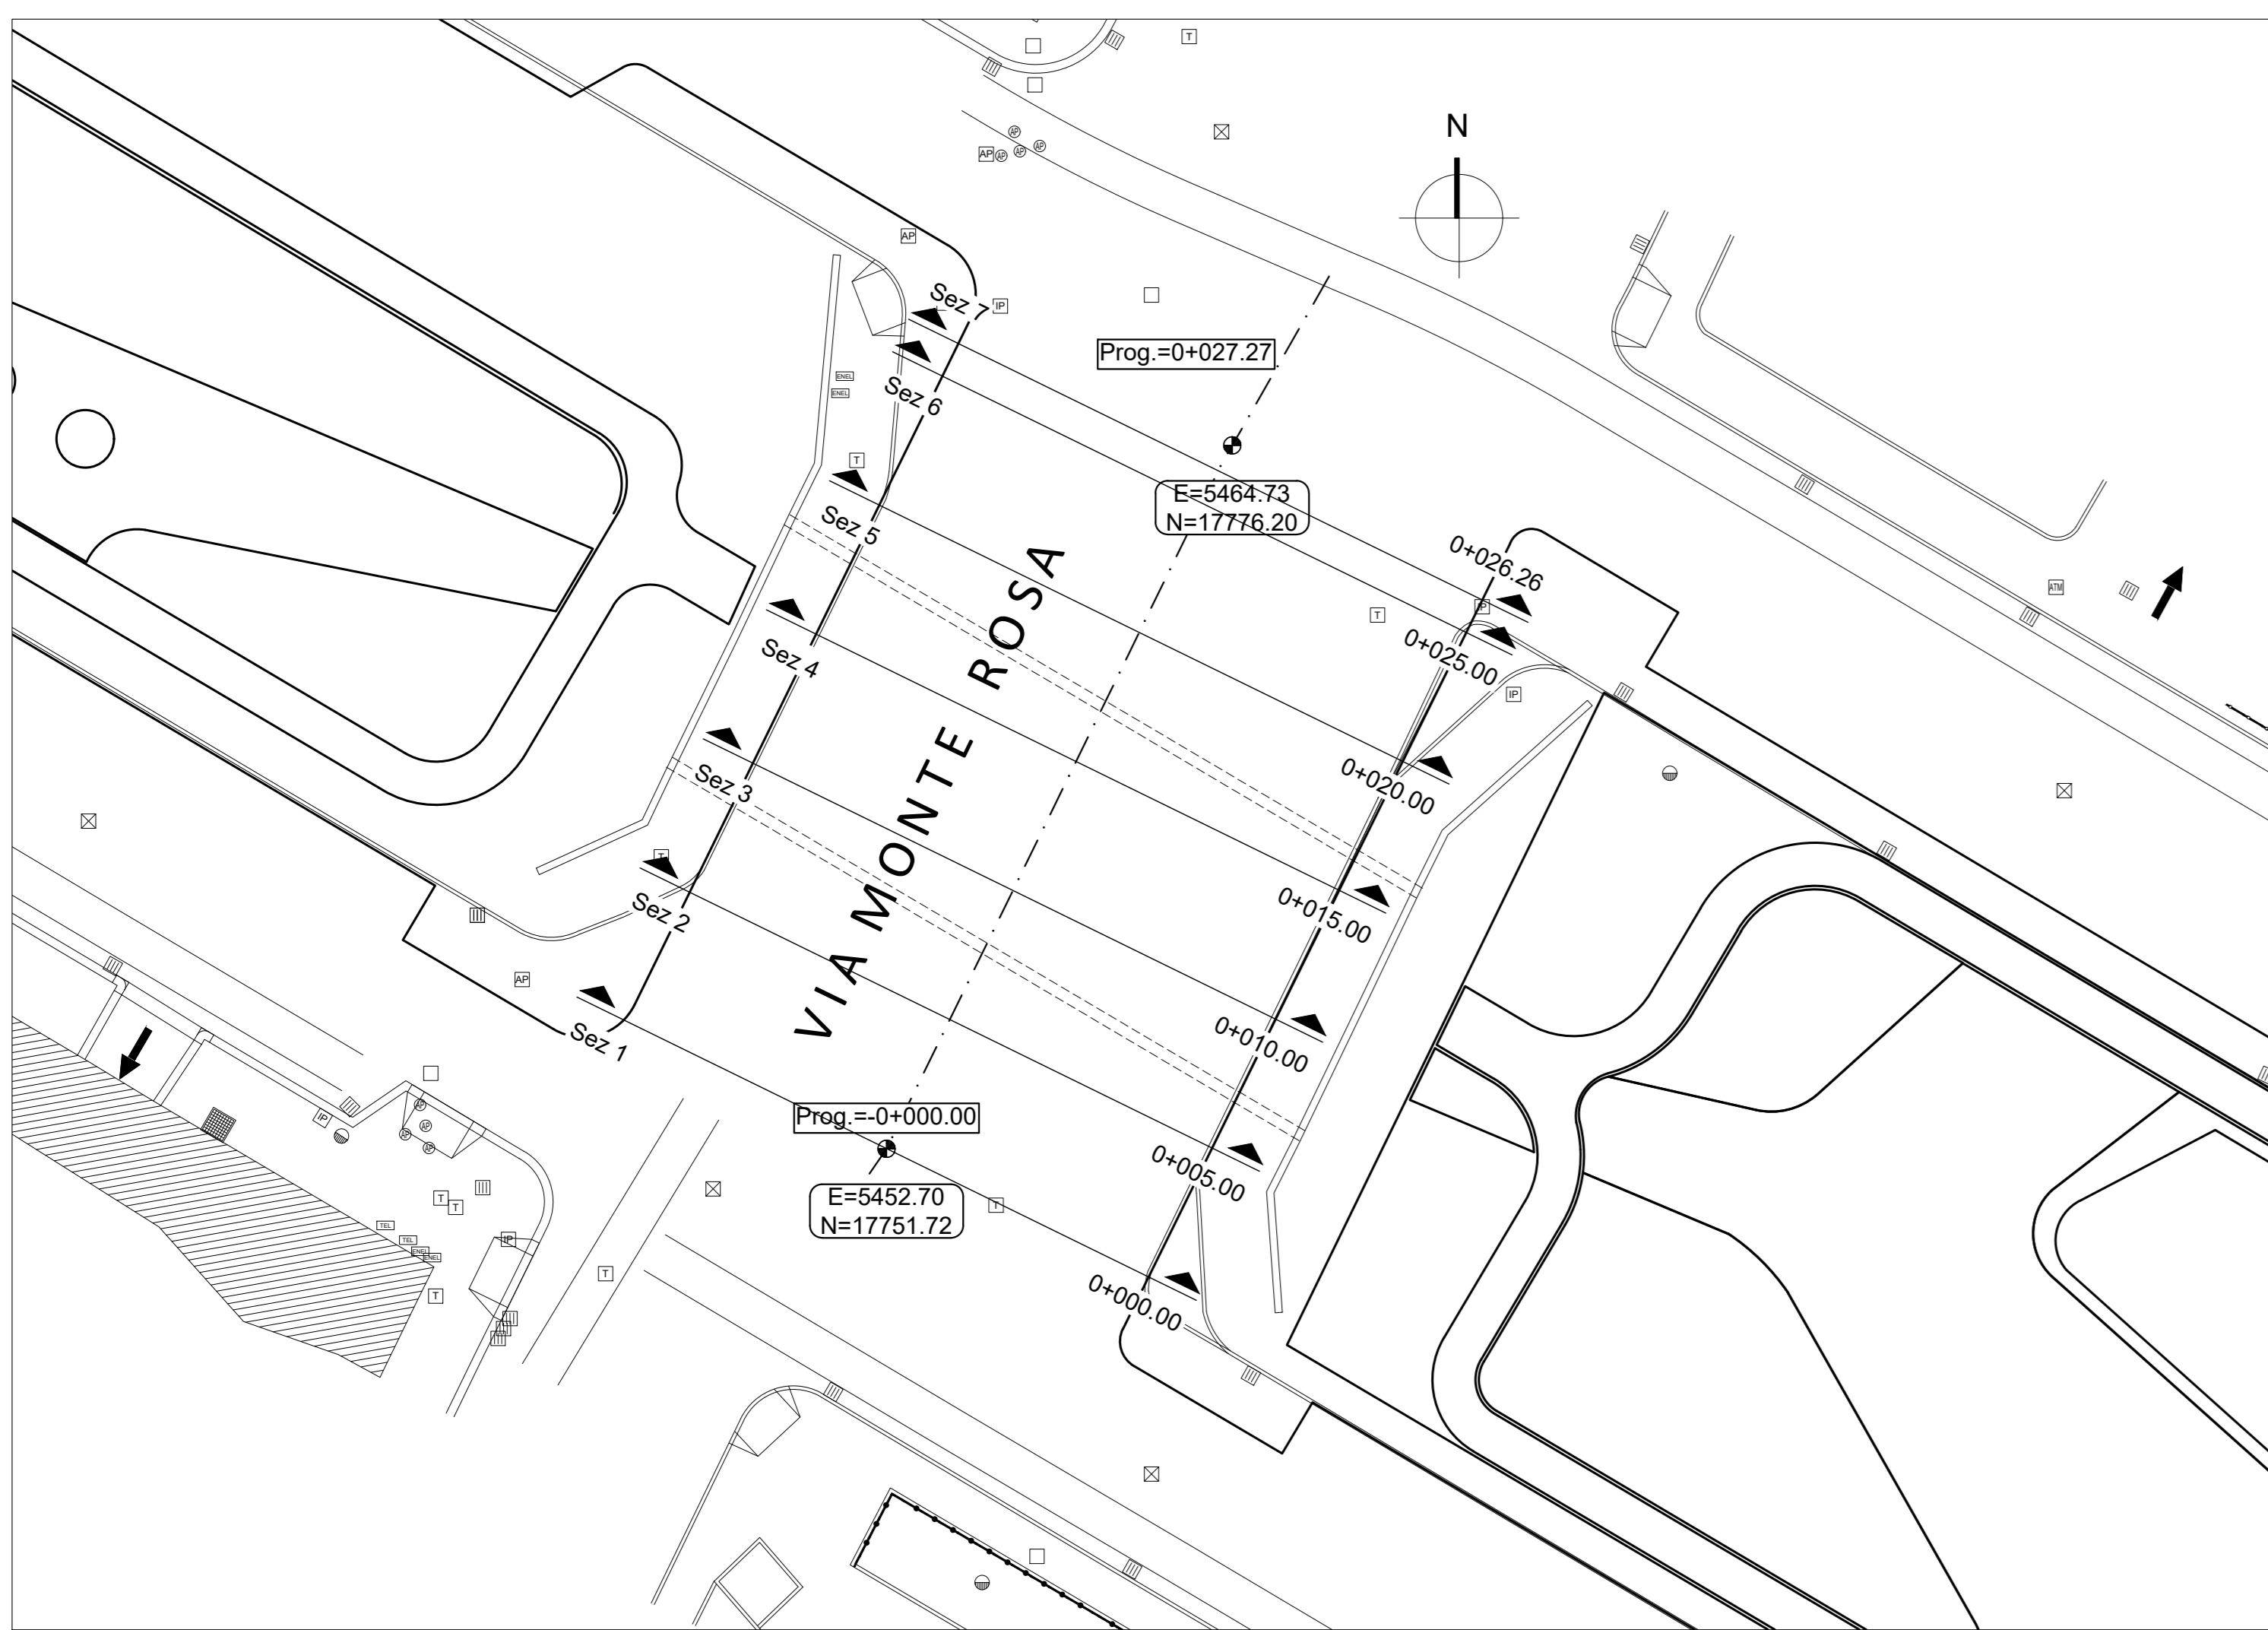 T
N
AP
AP
AP
AP
AP
AP
Sez 7
IP
Prog.=0+027.27
ENEL
ENEL
Sez 6
T
E=5464.73
N=17776.20
Sez 5
0+026.26
ATM
IP
T
0+025.00
Sez 4
IP
VIA MONTE ROSA
0+020.00
Sez 3
T
Sez 2
0+015.00
AP
Sez 1
0+010.00
Prog.=-0+000.00
AP
IP
AP
AP
AP
0+005.00
E=5452.70
N=17751.72
T
T
T
TEL
TEL
IP
ENEL
ENEL
T
T
0+000.00